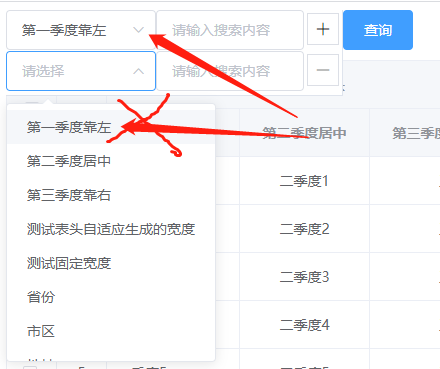 第一季度靠左 请输入搜索内容 + 查询
请选择 请输入搜索内容 —
第一季度靠左 第二季度居中 第三季度靠
第二季度居中 二季度1
第三季度靠右
测试表头自适应生成的宽度 二季度2
测试固定宽度 二季度3
省份
市区 二季度4